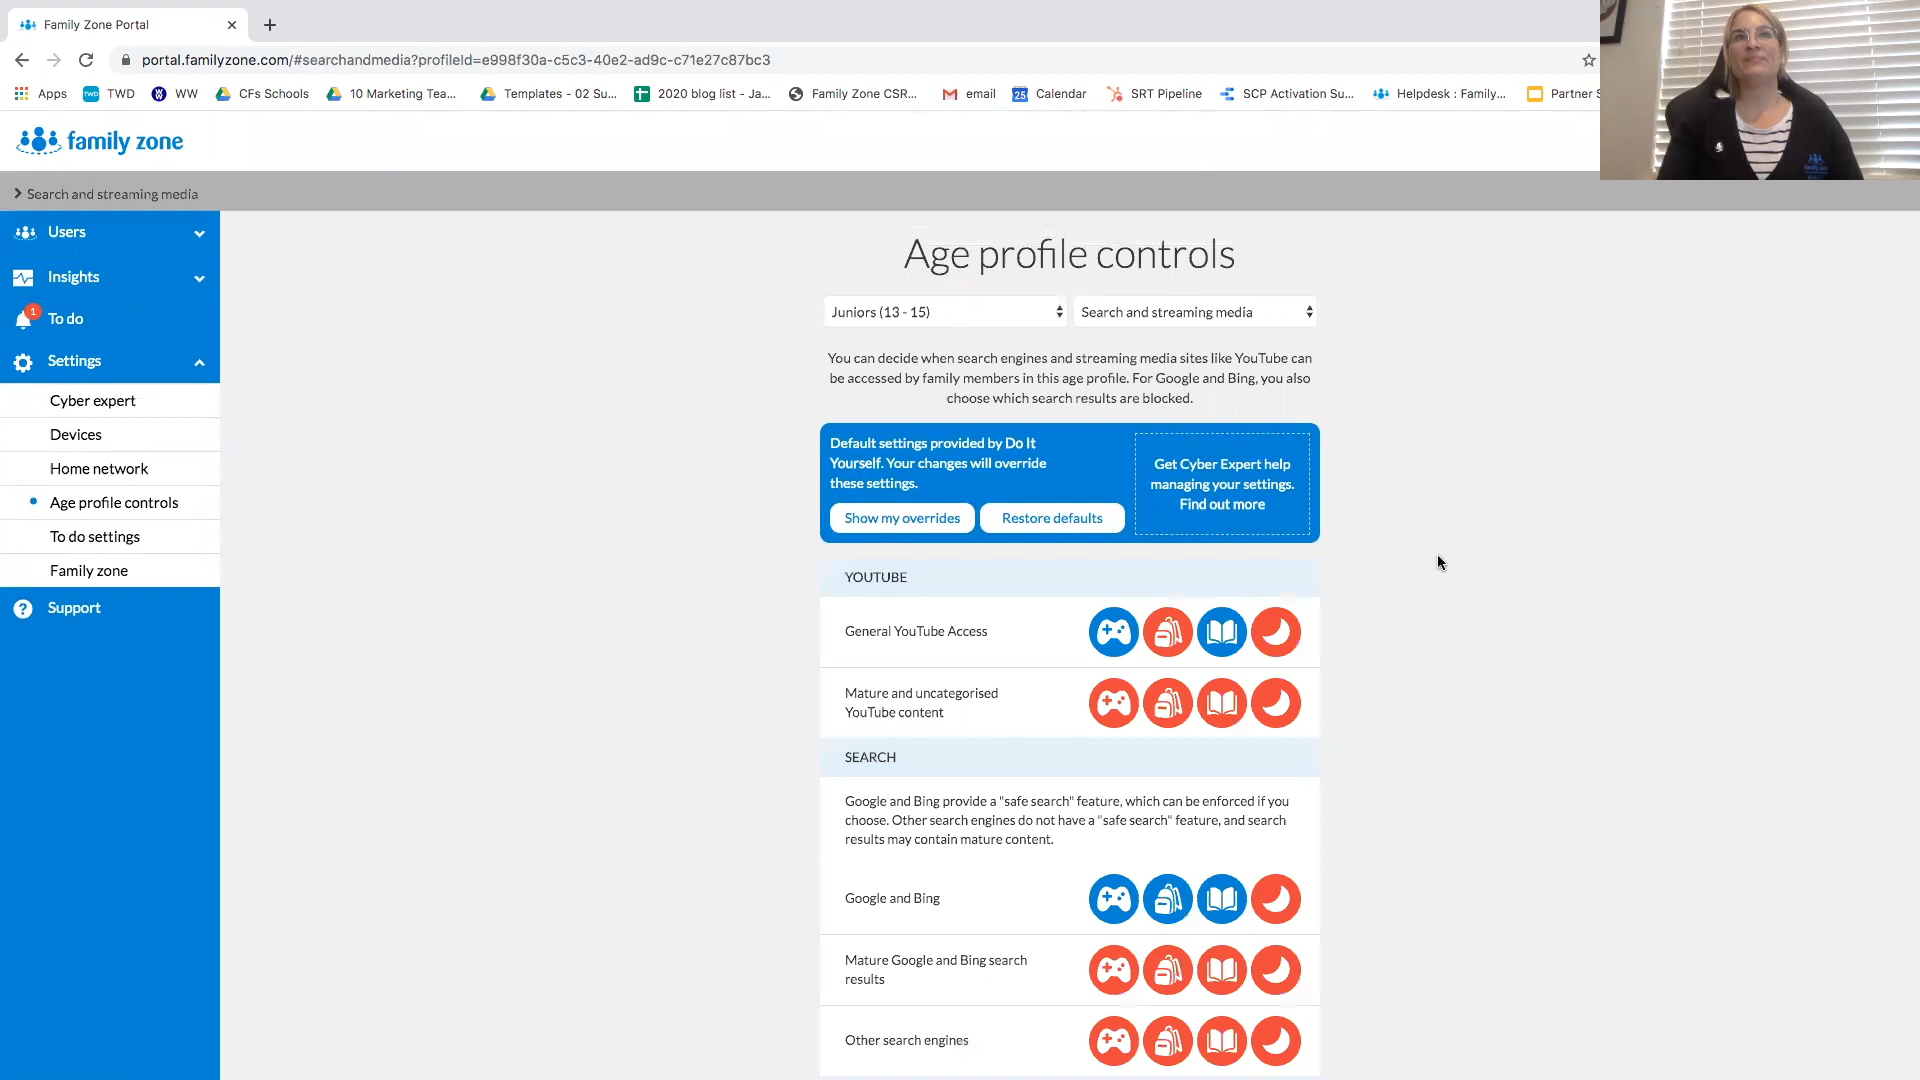 Family Zone Portal
portal.familyzone.com/#searchandmedia?profileId=e998f30a-c5c3-40e2-ad9c-c71e27c87bc3
Apps
TWD TWD
W WW
CFs Schools
10 Marketing Tea...
Templates - 02 Su...
2020 blog list - Ja...
Family Zone CSR...
email
25 Calendar
SRT Pipeline
SCP Activation Su...
Helpdesk : Family...
Partner
family zone
Search and streaming media
Users
Insights
1
To do
Settings
Cyber expert
Devices
Home network
Age profile controls
To do settings
Family zone
? Support
Age profile controls
Juniors (13 - 15)
Search and streaming media
You can decide when search engines and streaming media sites like YouTube can
be accessed by family members in this age profile. For Google and Bing, you also
choose which search results are blocked.
Default settings provided by Do It
Yourself. Your changes will override
these settings.
Show my overrides
Restore defaults
Get Cyber Expert help
managing your settings.
Find out more
YOUTUBE
General YouTube Access
Mature and uncategorised
YouTube content
SEARCH
Google and Bing provide a "safe search" feature, which can be enforced if you
choose. Other search engines do not have a "safe search" feature, and search
results may contain mature content.
Google and Bing
Mature Google and Bing search
results
Other search engines